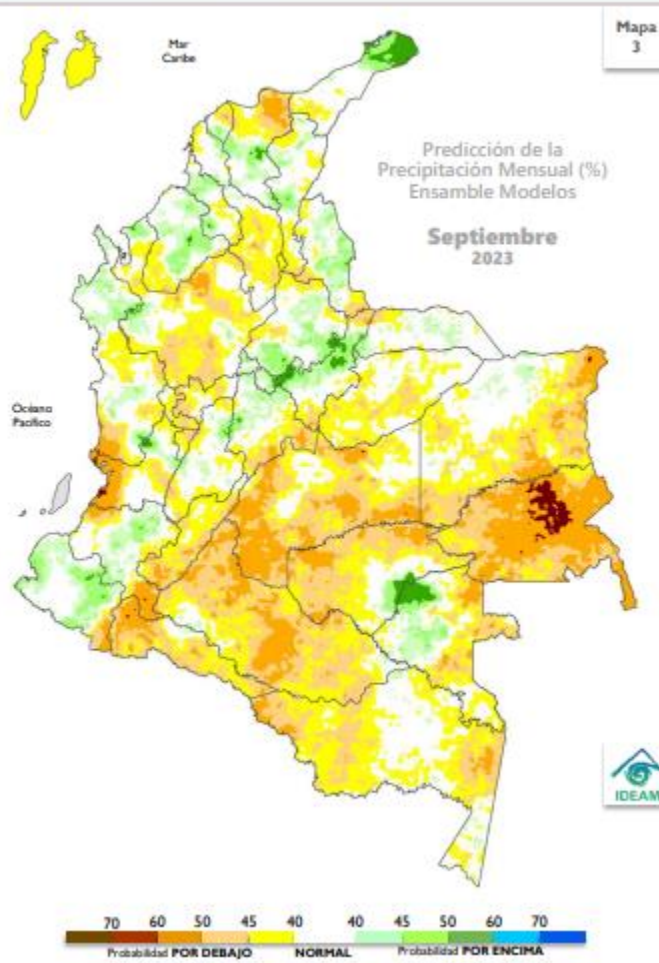 Mapa
3
Mar
Caribe
Predicción de la
Precipitación Mensual (%)
Ensamble Modelos
Septiembre
2023
Océano
Pacífico
IDEAM
70 60 50 45 40 40 45 50 60 70
Probabilidad POR DEBAJO NORMAL Probabilidad POR ENCIMA